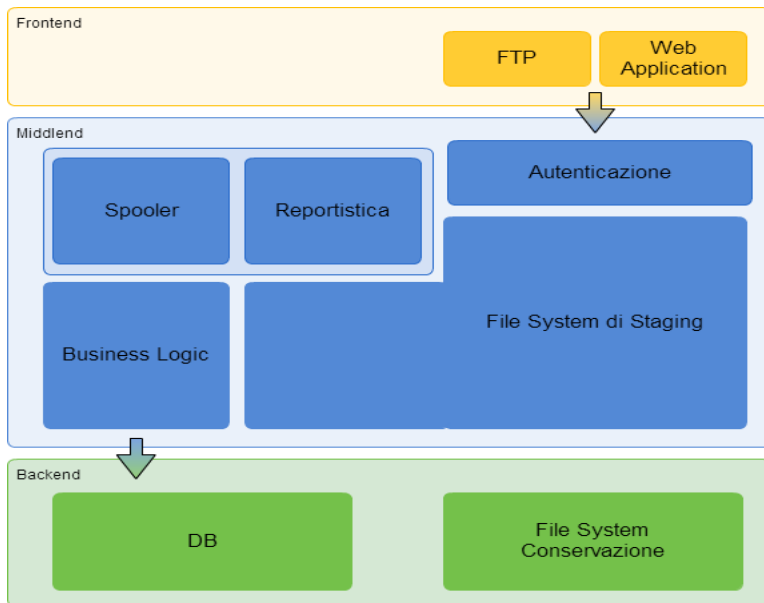 Frontend
FTP
Web
Application
Middlend
Autenticazione
Spooler
Reportistica
File System di Staging
Business Logic
Backend
DB
File System
Conservazione